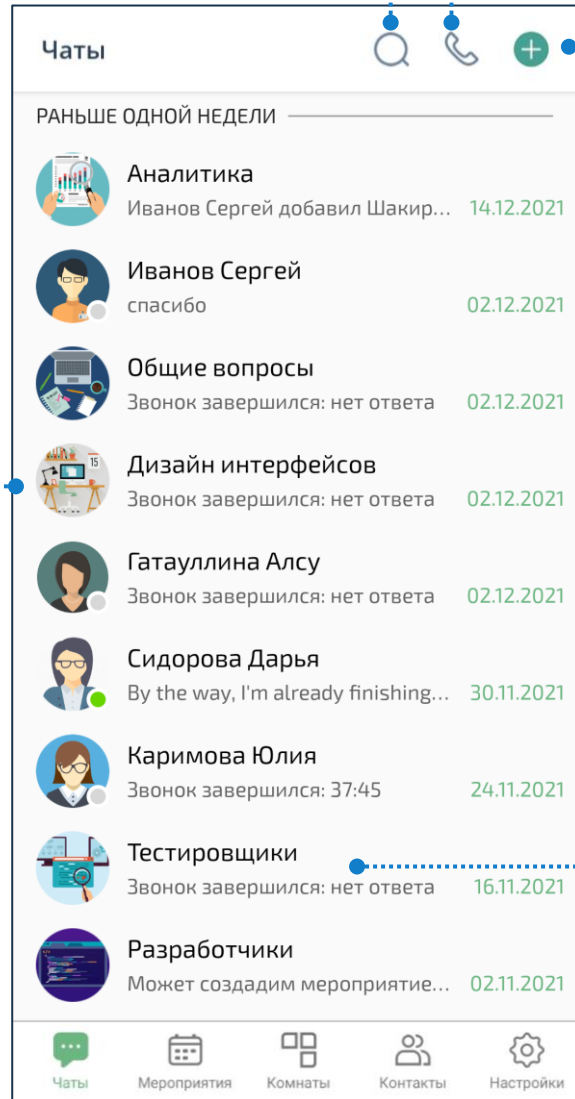 Чаты
РАНЬШЕ ОДНОЙ НЕДЕЛИ
Аналитика
Иванов Сергей добавил Шакир... 14.12.2021
Иванов Сергей
спасибо 02.12.2021
Общие вопросы
Звонок завершился: нет ответа 02.12.2021
15
Дизайн интерфейсов
Звонок завершился: нет ответа 02.12.2021
Гатауллина Алсу
Звонок завершился: нет ответа 02.12.2021
Сидорова Дарья
By the way, I'm already finishing... 30.11.2021
Каримова Юлия
Звонок завершился: 37:45 24.11.2021
Тестировщики
Звонок завершился: нет ответа 16.11.2021
Разработчики
Может создадим мероприятие... 02.11.2021
Чаты Мероприятия Комнаты Контакты Настройки